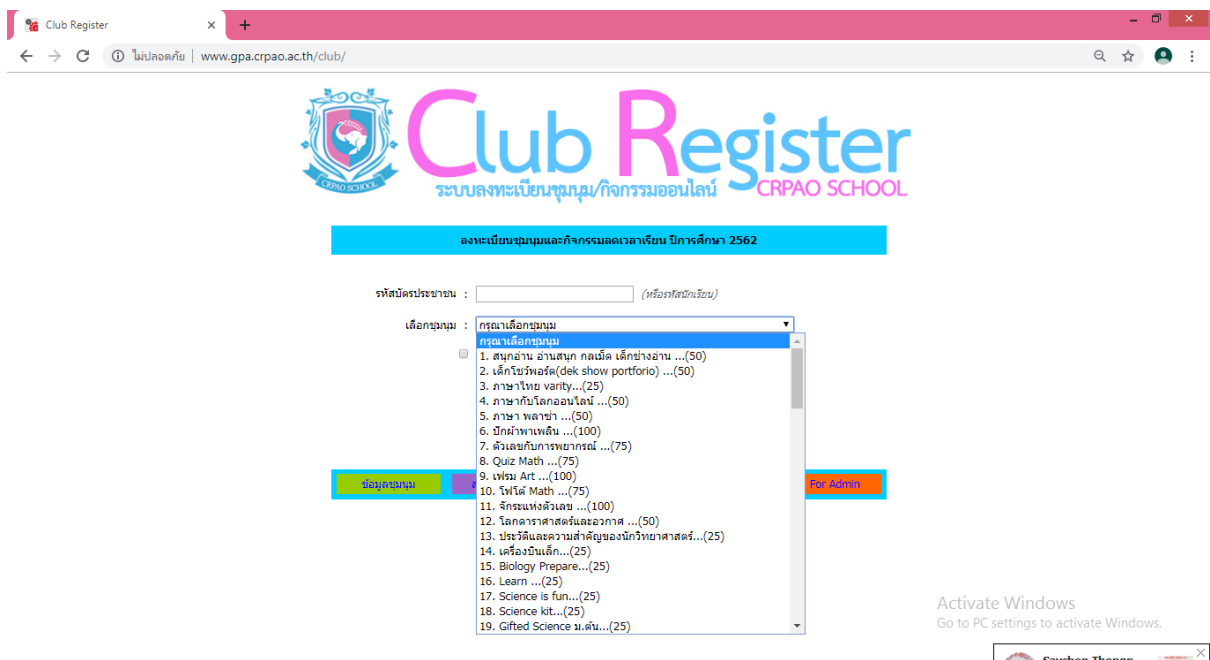 Club Register
ไม่ปลอดภัย | www.gpa.crpao.ac.th/club/
Club Register
CRPAO SCHOOL
ระบบลงทะเบียนชุมนุม/กิจกรรมออนไลน์ CRPAO SCHOOL
ลงทะเบียนชุมนุมและกิจกรรมลดเวลาเรียน ปีการศึกษา 2562
รหัสบัตรประชาชน : (หรือรหัสนักเรียน)
เลือกชุมนุม : กรุณาเลือกชุมนุม
กรุณาเลือกชุมนุม
1. สนุกอ่าน อ่านสนุก กลเม็ด เด็กช่างอ่าน ...(50)
2. เด็กโชว์พอร์ต(dek show portforio) ...(50)
3. ภาษาไทย varity...(25)
4. ภาษากับโลกออนไลน์ ...(50)
5. ภาษา พลาซ่า ...(50)
6. ปักผ้าพาเพลิน ...(100)
7. ตัวเลขกับการพยากรณ์ ...(75)
8. Quiz Math ...(75)
9. เฟรม Art ...(100)
10. โฟโต้ Math ...(75)
11. จักระแห่งตัวเลข ...(100)
12. โลกดาราศาสตร์และอวกาศ ...(50)
13. ประวัติและความสำคัญของนักวิทยาศาสตร์...(25)
14. เครื่องบินเล็ก...(25)
15. Biology Prepare...(25)
16. Learn ...(25)
17. Science is fun...(25)
18. Science kit...(25)
19. Gifted Science ม.ต้น...(25)
ข้อมูลชุมนุม
For Admin
Activate Windows
Go to PC settings to activate Windows.